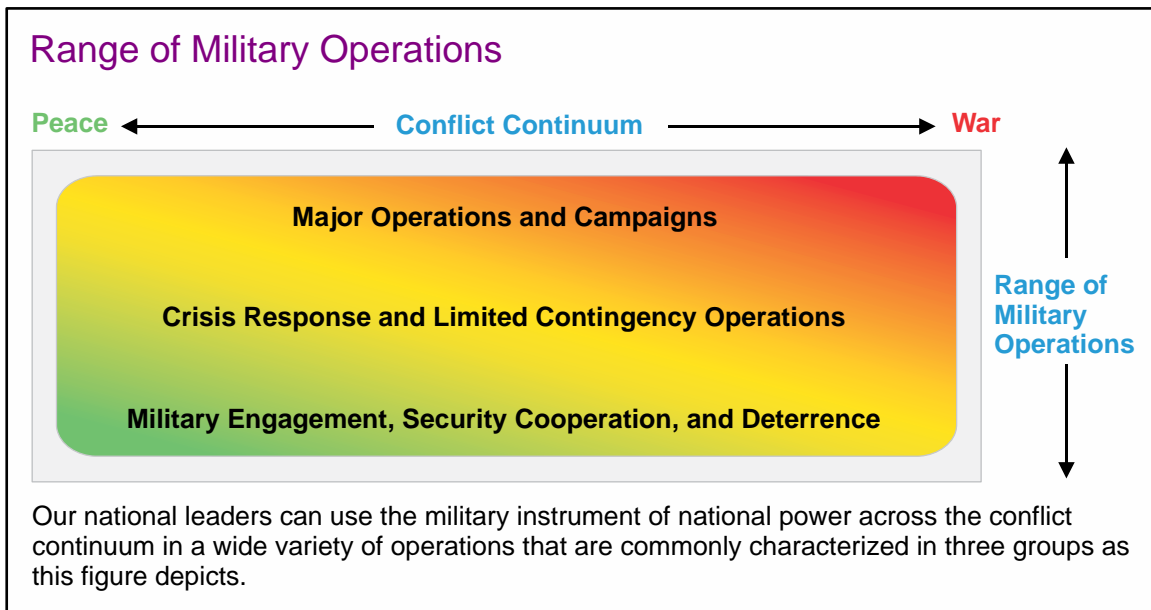 Range of Military Operations
Peace Conflict Continuum War
Major Operations and Campaigns
Crisis Response and Limited Contingency Operations
Military Engagement, Security Cooperation, and Deterrence
Range of
Military
Operations
Our national leaders can use the military instrument of national power across the conflict
continuum in a wide variety of operations that are commonly characterized in three groups as
this figure depicts.